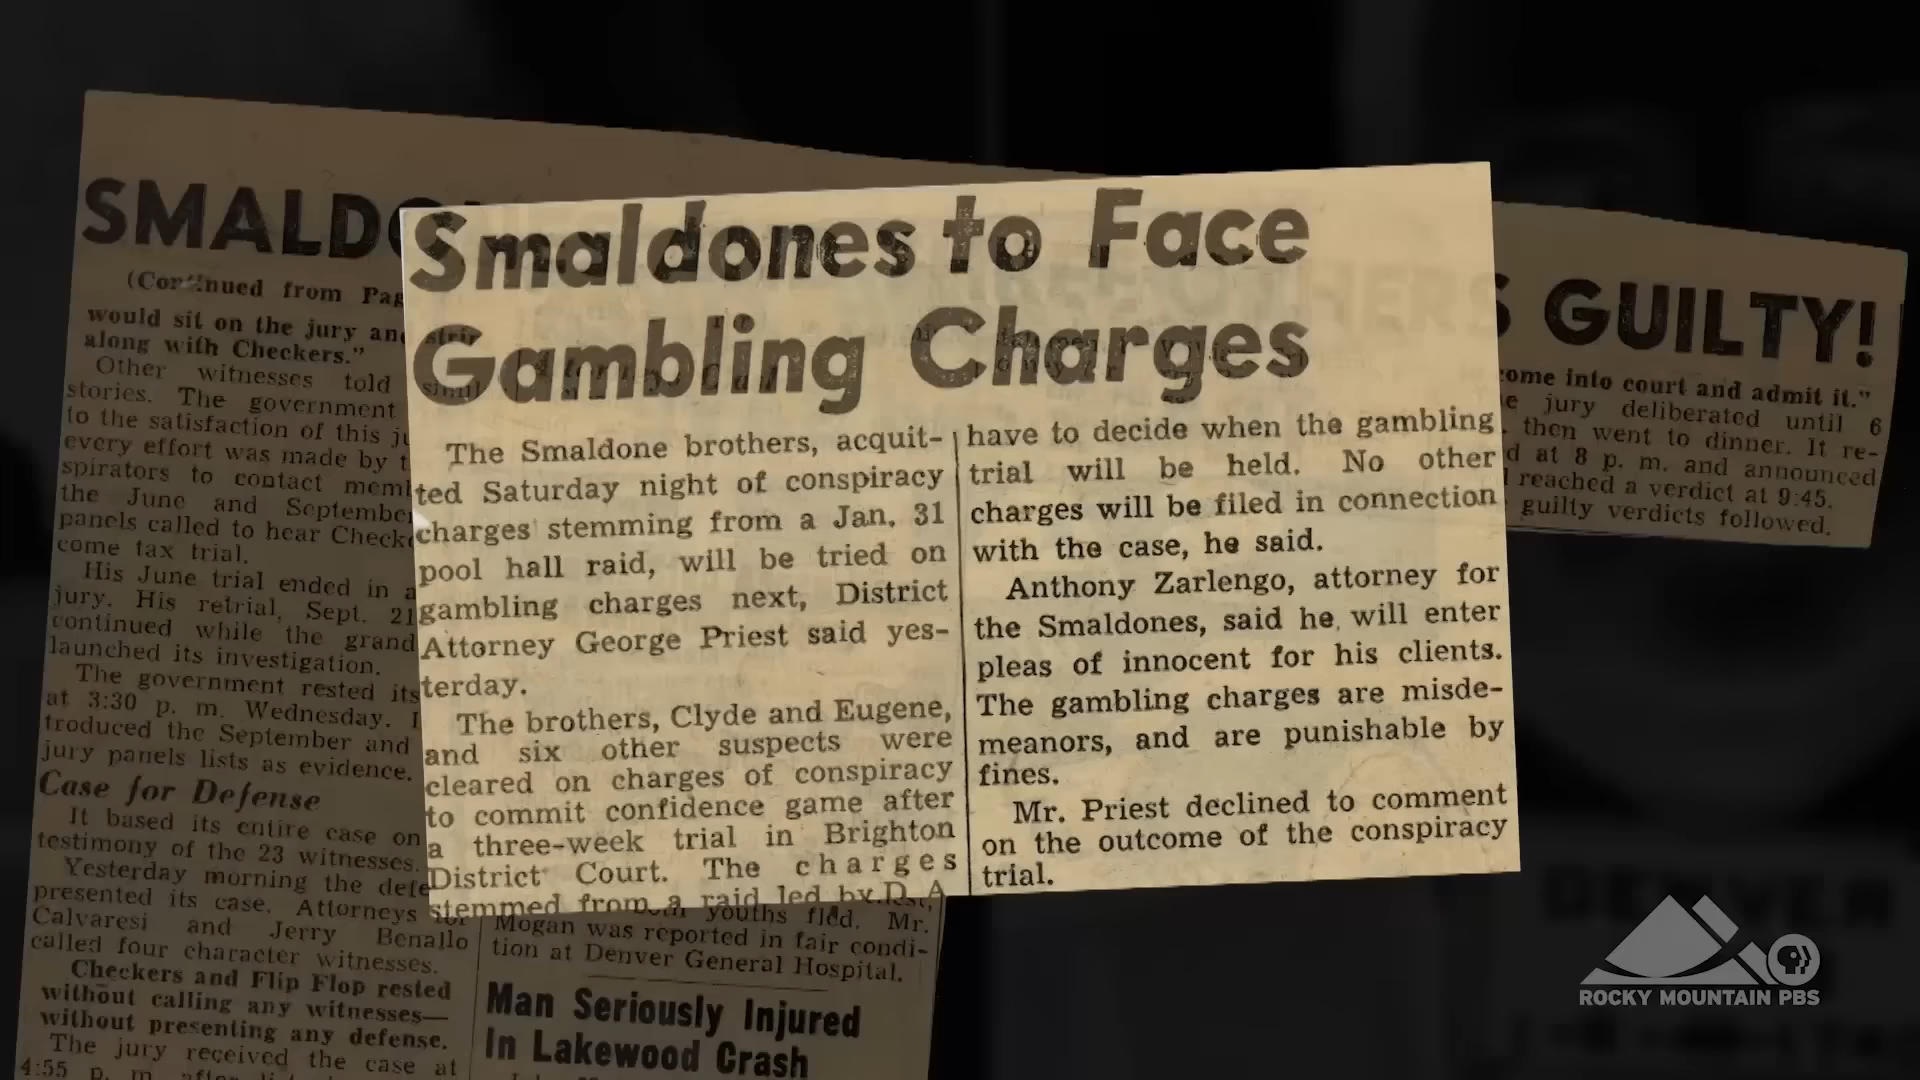 SMALDO
(Continued from Pag
would sit on the jury and
along with Checkers."
Other witnesses told
stories. The government
to the satisfaction of this ju
every effort was made by t
spirators to contact memb
the June and September
panels called to hear Checke
come tax trial.
His June trial ended in a
jury. His retrial, Sept. 21
continued while the grand
launched its investigation.
The government rested its
at 3:30 p. m. Wednesday. I
troduced the September and
jury panels lists as evidence.
Case for Defense
It based its entire case on
testimony of the 23 witnesses.
Yesterday morning the defe
presented its case. Attorneys
Calvaresi and Jerry Benallo
called four character witnesses.
Checkers and Flip Flop rested
without calling any witnesses—
without presenting any defense.
The jury received the case at
4:55 p. m.
Smaldones to Face
Gambling Charges
The Smaldone brothers, acquit-
ted Saturday night of conspiracy
charges stemming from a Jan. 31
pool hall raid, will be tried on
gambling charges next, District
Attorney George Priest said yes-
terday.
The brothers, Clyde and Eugene,
and six other suspects were
cleared on charges of conspiracy
to commit confidence game after
a three-week trial in Brighton
District Court. The charges
stemmed from a raid led by D. A
have to decide when the gambling
trial will be held. No other
charges will be filed in connection
with the case, he said.
Anthony Zarlengo, attorney for
the Smaldones, said he will enter
pleas of innocent for his clients.
The gambling charges are misde-
meanors, and are punishable by
fines.
Mr. Priest declined to comment
on the outcome of the conspiracy
trial.
youths fled. Mr.
Mogan was reported in fair condi-
tion at Denver General Hospital.
Man Seriously Injured
In Lakewood Crash
S GUILTY!
come into court and admit it."
e jury deliberated until 6
. then went to dinner. It re-
d at 8 p. m. and announced
reached a verdict at 9:45.
guilty verdicts followed.
DENVER
ROCKY MOUNTAIN PBS